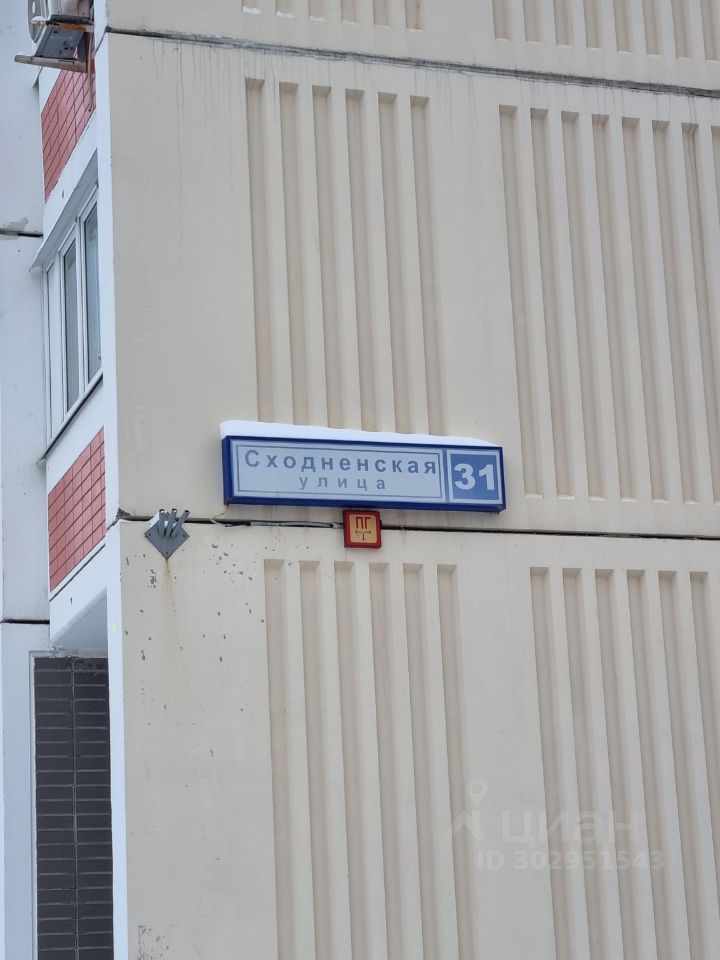 Сходненская
улица
31
ПГ
циан
ID 302951543